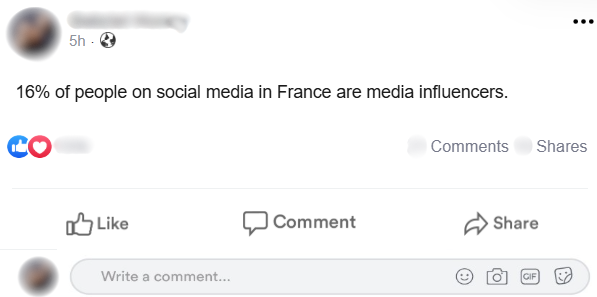 5h ·
16% of people on social media in France are media influencers.
Comments Shares
Like Comment Share
Write a comment...
GIF